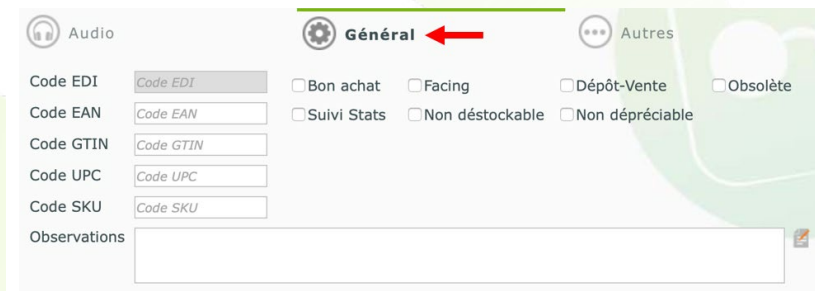 Audio Général Autres
Code EDI Code EDI Bon achat Facing Dépôt-Vente Obsolète
Code EAN Code EAN Suivi Stats Non déstockable Non dépréciable
Code GTIN Code GTIN
Code UPC Code UPC
Code SKU Code SKU
Observations